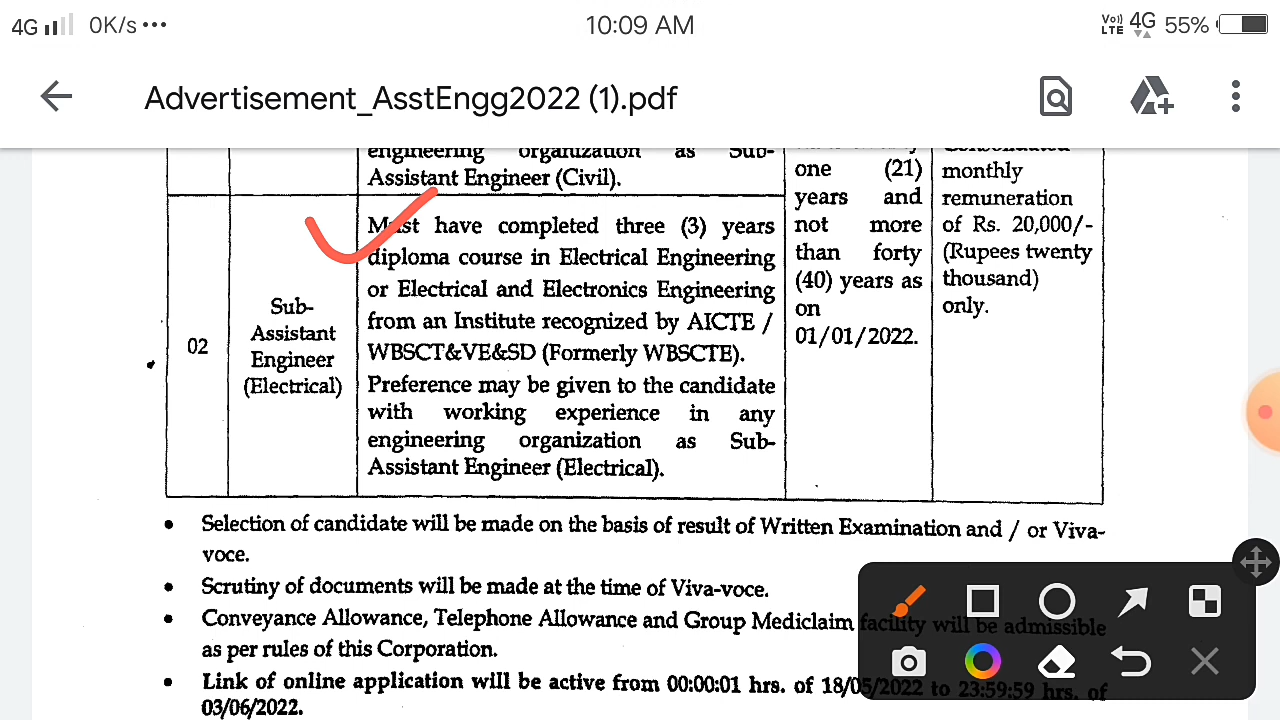 4G 0K/s ••• 10:09 AM Vo)) LTE 4G 55%
Advertisement_AsstEngg2022 (1).pdf
engineering organization as Sub-
Assistant Engineer (Civil).
one (21)
years and
not more
than forty
(40) years as
on
01/01/2022.
Consolidated
monthly
remuneration
of Rs. 20,000/-
(Rupees twenty
thousand)
only.
02
Sub-
Assistant
Engineer
(Electrical)
Must have completed three (3) years
diploma course in Electrical Engineering
or Electrical and Electronics Engineering
from an Institute recognized by AICTE /
WBSCT&VE&SD (Formerly WBSCTE).
Preference may be given to the candidate
with working experience in any
engineering organization as Sub-
Assistant Engineer (Electrical).
• Selection of candidate will be made on the basis of result of Written Examination and / or Viva-
voce.
• Scrutiny of documents will be made at the time of Viva-voce.
• Conveyance Allowance, Telephone Allowance and Group Mediclaim facility will be admissible
as per rules of this Corporation.
• Link of online application will be active from 00:00:01 hrs. of 18/05/2022 to 23:59:59 hrs. of
03/06/2022.